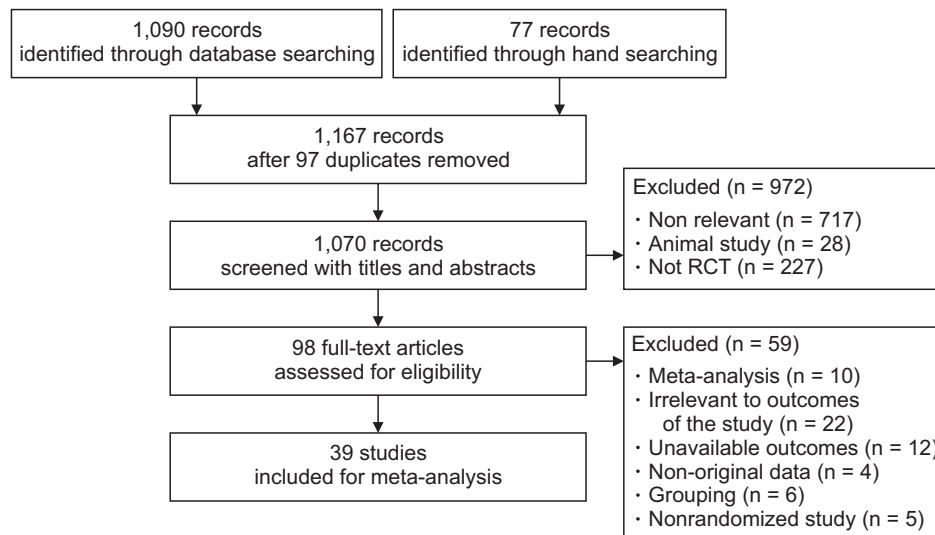 1,090 records
identified through database searching
77 records
identified through hand searching
1,167 records
after 97 duplicates removed
1,070 records
screened with titles and abstracts
Excluded (n = 972)
· Non relevant (n = 717)
· Animal study (n = 28)
· Not RCT (n = 227)
98 full-text articles
assessed for eligibility
Excluded (n = 59)
· Meta-analysis (n = 10)
· Irrelevant to outcomes
of the study (n = 22)
· Unavailable outcomes (n = 12)
· Non-original data (n = 4)
· Grouping (n = 6)
· Nonrandomized study (n = 5)
39 studies
included for meta-analysis